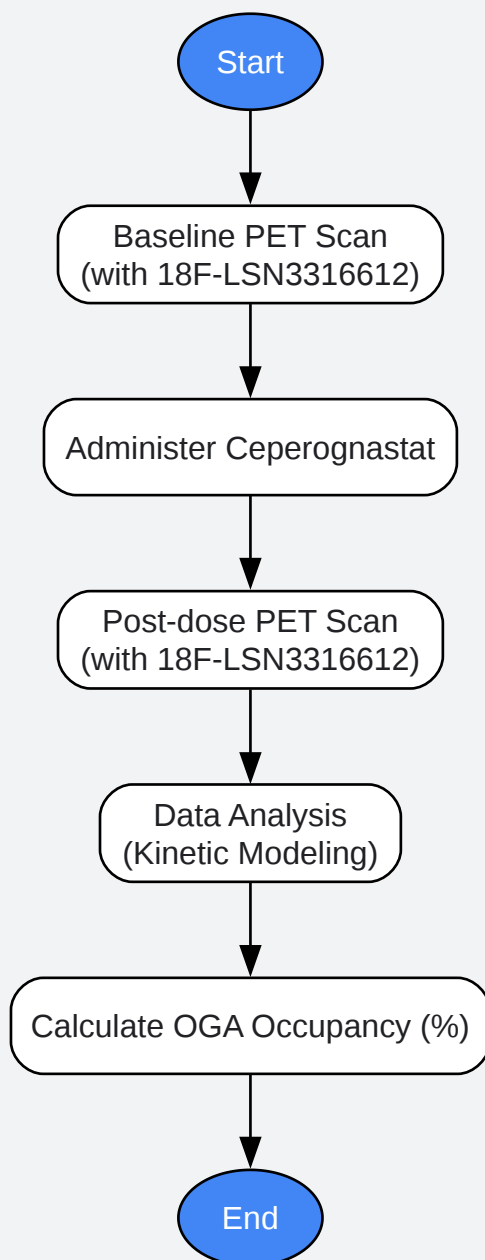 Start
Baseline PET Scan
(with 18F-LSN3316612)
Administer Ceperognastat
Post-dose PET Scan
(with 18F-LSN3316612)
Data Analysis
(Kinetic Modeling)
Calculate OGA Occupancy (%)
End